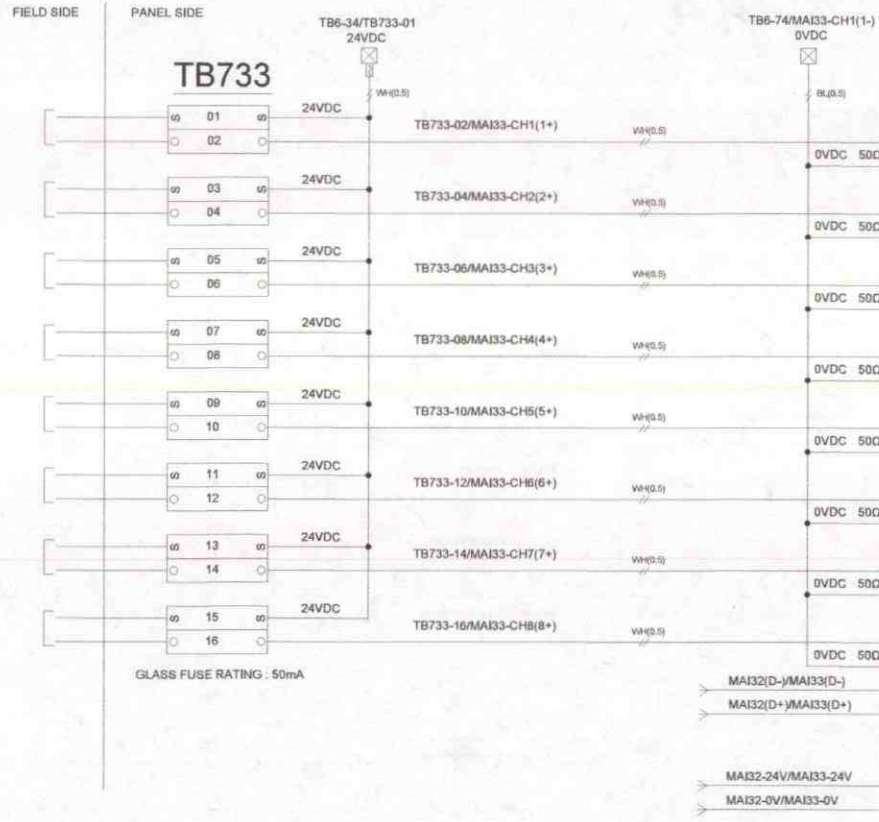 FIELD SIDE
PANEL SIDE
TB6-34/TB733-01
24VDC
TB6-74/MAI33-CH1(1-)
0VDC
TB733
WH(0.5)
BL(0.5)
S 01 S 24VDC
02 TB733-02/MAI33-CH1(1+) WH(0.5)
0VDC 50Ω
S 03 S 24VDC
04 TB733-04/MAI33-CH2(2+) WH(0.5)
0VDC 50Ω
S 05 S 24VDC
06 TB733-06/MAI33-CH3(3+) WH(0.5)
0VDC 50Ω
S 07 S 24VDC
08 TB733-08/MAI33-CH4(4+) WH(0.5)
0VDC 50Ω
S 09 S 24VDC
10 TB733-10/MAI33-CH5(5+) WH(0.5)
0VDC 50Ω
S 11 S 24VDC
12 TB733-12/MAI33-CH6(6+) WH(0.5)
0VDC 50Ω
S 13 S 24VDC
14 TB733-14/MAI33-CH7(7+) WH(0.5)
0VDC 50Ω
S 15 S 24VDC
16 TB733-16/MAI33-CH8(8+) WH(0.5)
0VDC 50Ω
GLASS FUSE RATING : 50mA
MAI32(D-)/MAI33(D-)
MAI32(D+)/MAI33(D+)
MAI32-24V/MAI33-24V
MAI32-0V/MAI33-0V